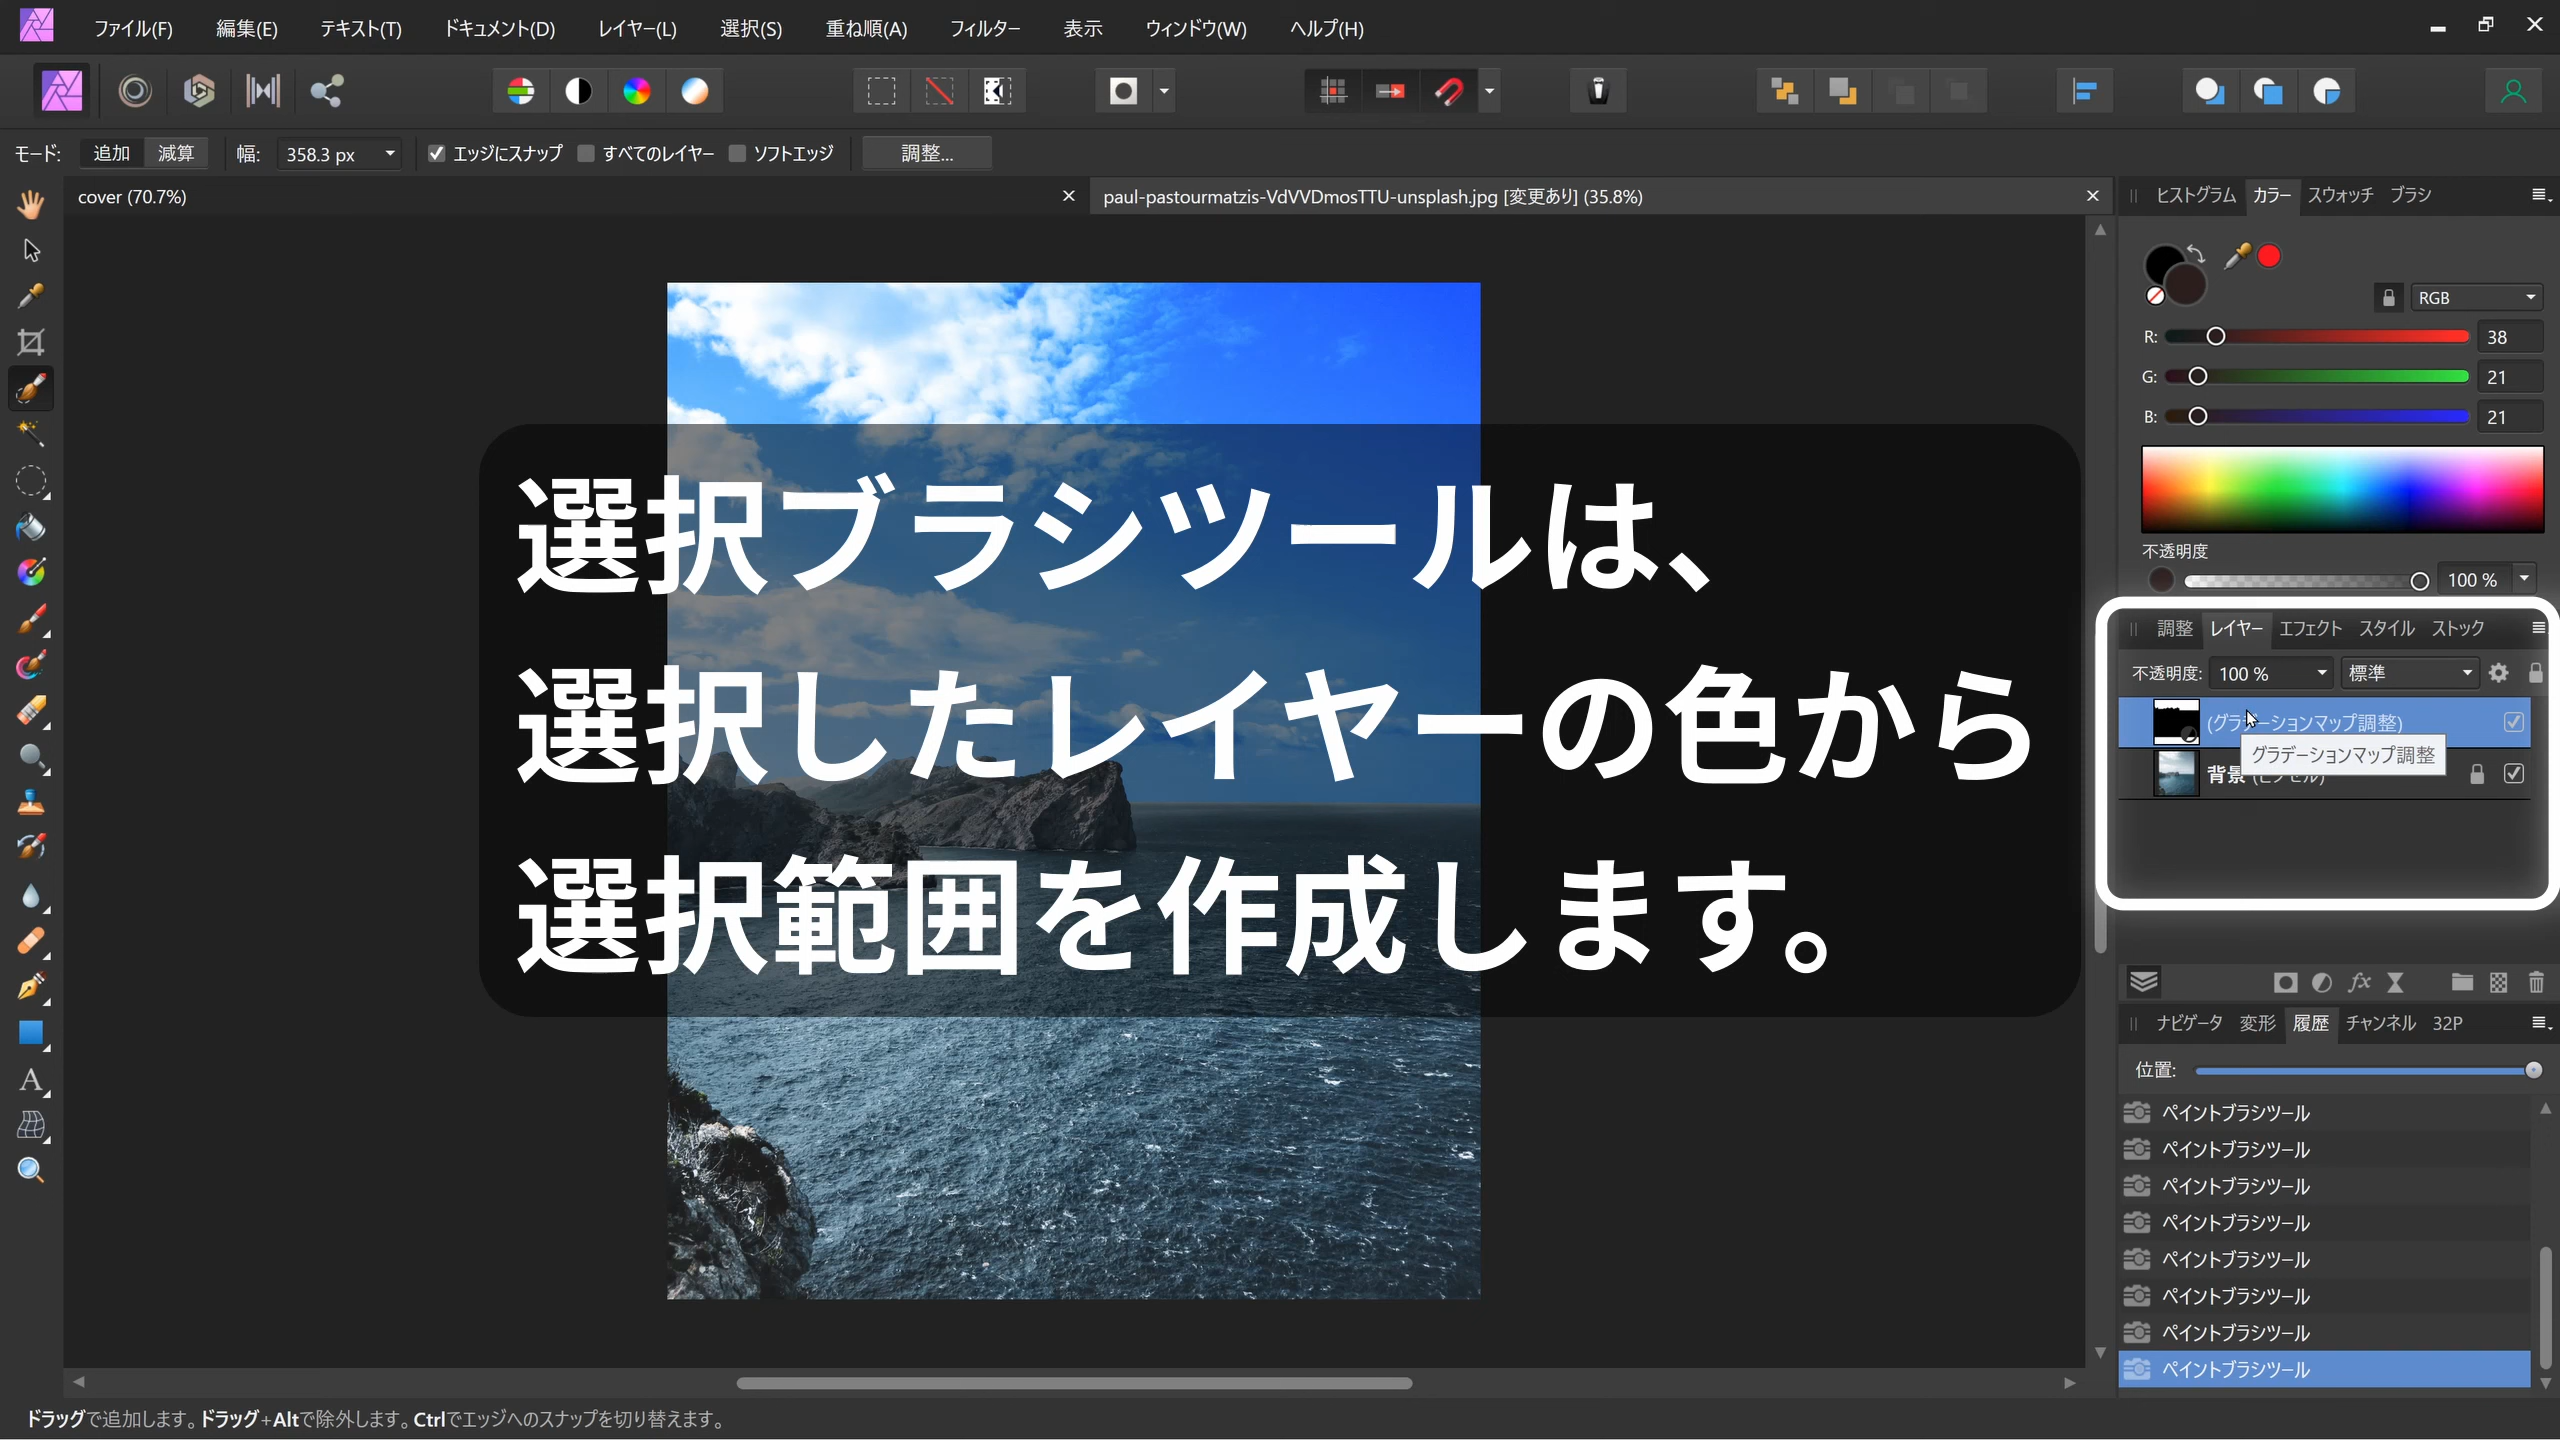 ファイル(F) 編集(E) テキスト(T) ドキュメント(D) レイヤー(L) 選択(S) 重ね順(A) フィルター 表示 ウィンドウ(W) ヘルプ(H)
モード: 追加 減算 幅: 358.3 px エッジにスナップ すべてのレイヤー ソフトエッジ 調整...
cover (70.7%)
paul-pastourmatzis-VdVVDmosTTU-unsplash.jpg [変更あり] (35.8%)
ヒストグラム カラー スウォッチ ブラシ
RGB
R: 38
G: 21
B: 21
不透明度
100 %
選択ブラシツールは、
選択したレイヤーの色から
選択範囲を作成します。
調整 レイヤー エフェクト スタイル ストック
不透明度: 100 % 標準
(グラデーションマップ調整)
グラデーションマップ調整
背景
fx
ナビゲータ 変形 履歴 チャンネル 32P
位置:
ペイントブラシツール
ペイントブラシツール
ペイントブラシツール
ペイントブラシツール
ペイントブラシツール
ペイントブラシツール
ペイントブラシツール
ペイントブラシツール
A
ドラッグで追加します。ドラッグ+Altで除外します。Ctrlでエッジへのスナップを切り替えます。